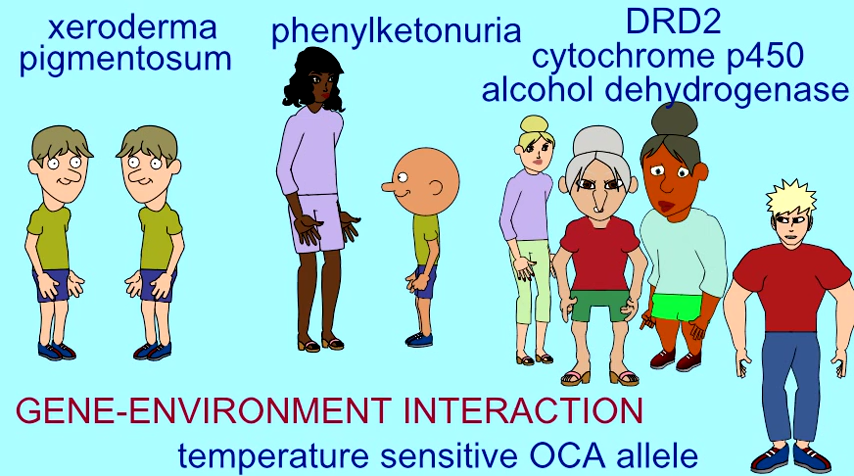 xeroderma
pigmentosum
phenylketonuria
DRD2
cytochrome p450
alcohol dehydrogenase
GENE-ENVIRONMENT INTERACTION
temperature sensitive OCA allele